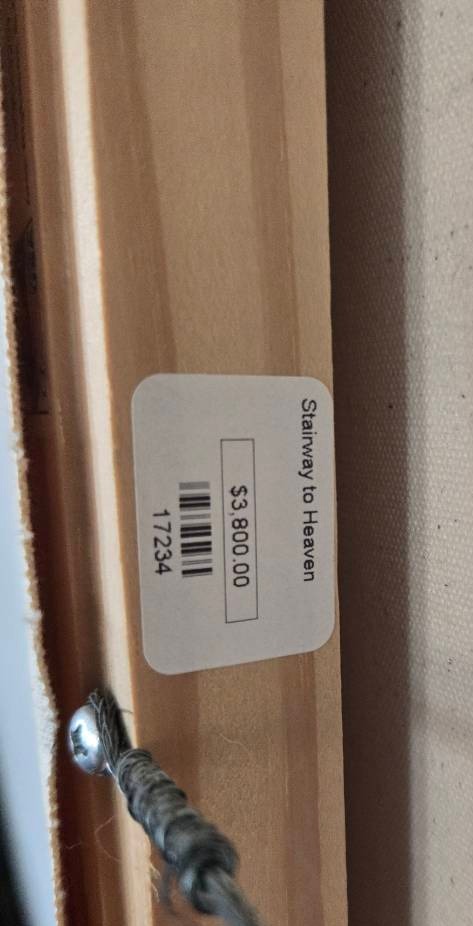 Stairway to Heaven
$3,800.00
17234